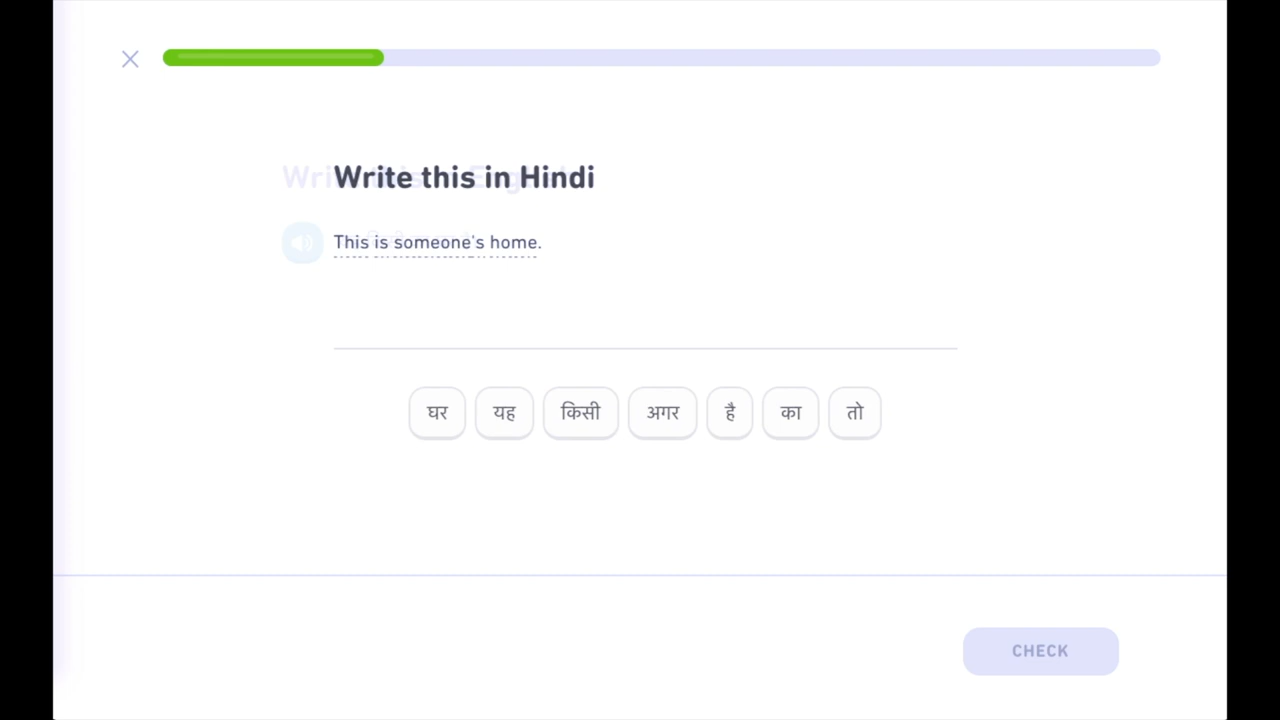 Write this in Hindi
This is someone's home.
घर यह किसी अगर है का तो
CHECK